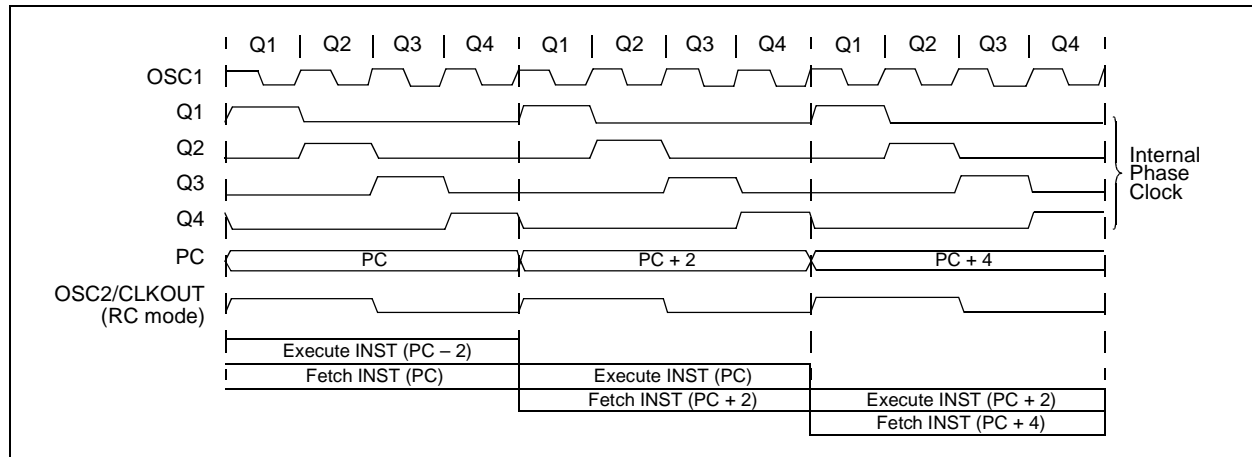 Q1 Q2 Q3 Q4 Q1 Q2 Q3 Q4 Q1 Q2 Q3 Q4
OSC1
Q1
Q2
Q3
Q4
Internal
Phase
Clock
PC PC PC + 2 PC + 4
OSC2/CLKOUT
(RC mode)
Execute INST (PC – 2)
Fetch INST (PC) Execute INST (PC)
Fetch INST (PC + 2) Execute INST (PC + 2)
Fetch INST (PC + 4)